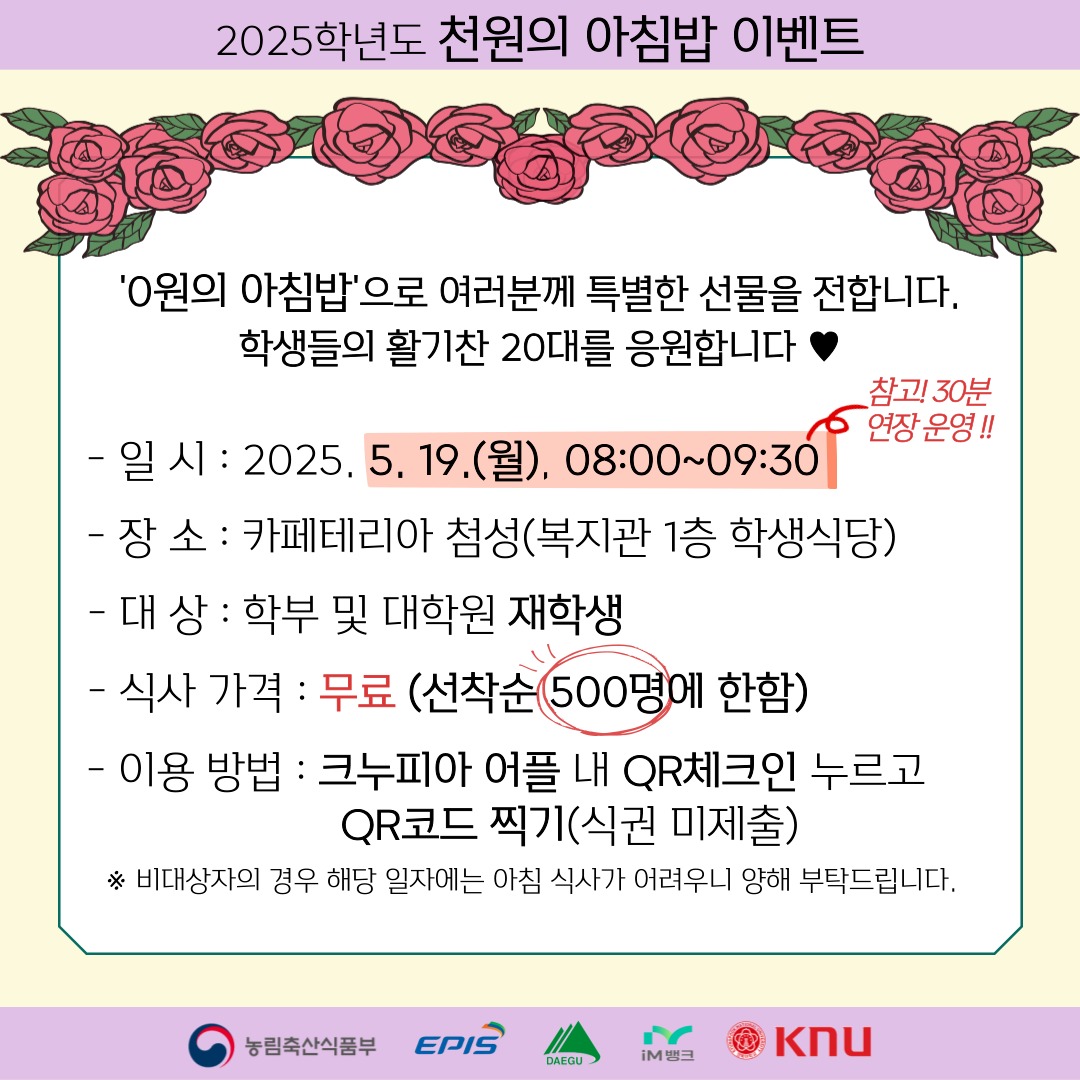 2025학년도 천원의 아침밥 이벤트
'0원의 아침밥'으로 여러분께 특별한 선물을 전합니다.
학생들의 활기찬 20대를 응원합니다 ♥
참고! 30분
연장 운영 !!
- 일 시 : 2025. 5. 19.(월). 08:00~09:30
- 장 소 : 카페테리아 첨성(복지관 1층 학생식당)
- 대 상 : 학부 및 대학원 재학생
- 식사 가격 : 무료 (선착순 500명에 한함)
- 이용 방법 : 크누피아 어플 내 QR체크인 누르고
QR코드 찍기(식권 미제출)
※ 비대상자의 경우 해당 일자에는 아침 식사가 어려우니 양해 부탁드립니다.
농림축산식품부 EPIS DAEGU iM뱅크 KNU